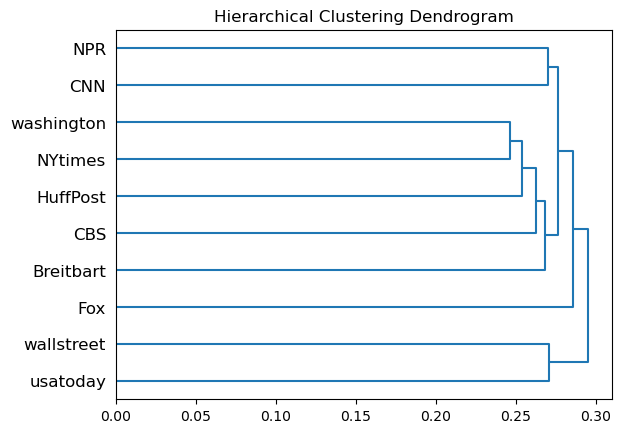 Hierarchical Clustering Dendrogram
NPR
CNN
washington
NYtimes
HuffPost
CBS
Breitbart
Fox
wallstreet
usatoday
0.00 0.05 0.10 0.15 0.20 0.25 0.30